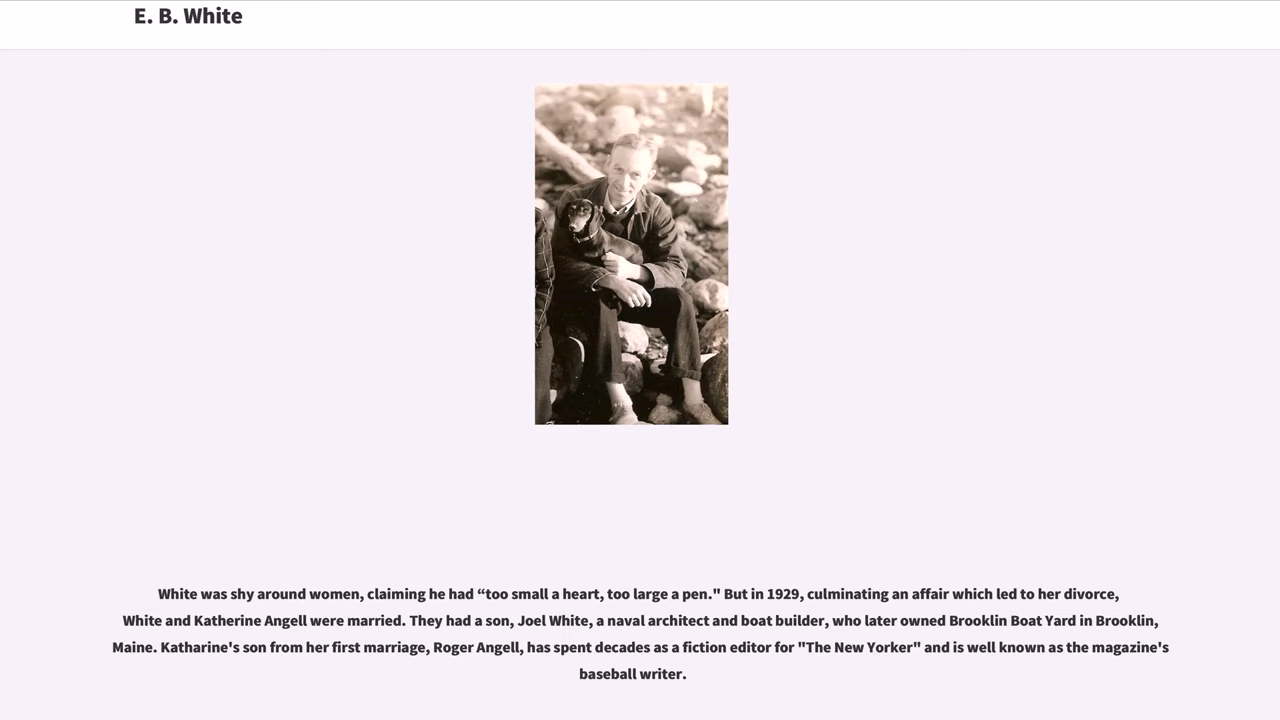 E. B. White
White was shy around women, claiming he had “too small a heart, too large a pen." But in 1929, culminating an affair which led to her divorce,
White and Katherine Angell were married. They had a son, Joel White, a naval architect and boat builder, who later owned Brooklin Boat Yard in Brooklin,
Maine. Katharine's son from her first marriage, Roger Angell, has spent decades as a fiction editor for "The New Yorker" and is well known as the magazine's
baseball writer.